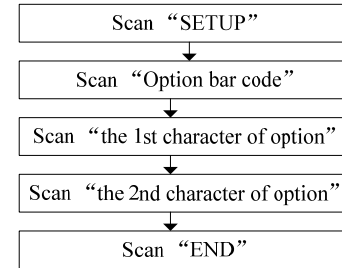 Scan “SETUP”
Scan “Option bar code”
Scan “the 1st character of option”
Scan “the 2nd character of option”
Scan “END”